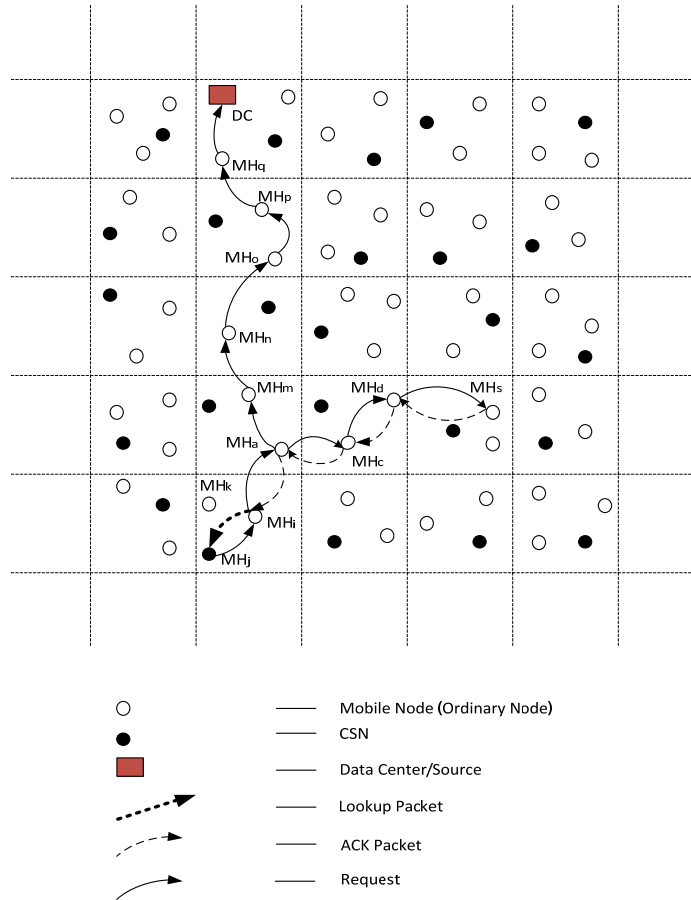 DC
MHq
MHp
MHo
MHn
MHm
MHd
MHs
MHa
MHc
MHk
MHi
MHj
Mobile Node (Ordinary Node)
CSN
Data Center/Source
Lookup Packet
ACK Packet
Request